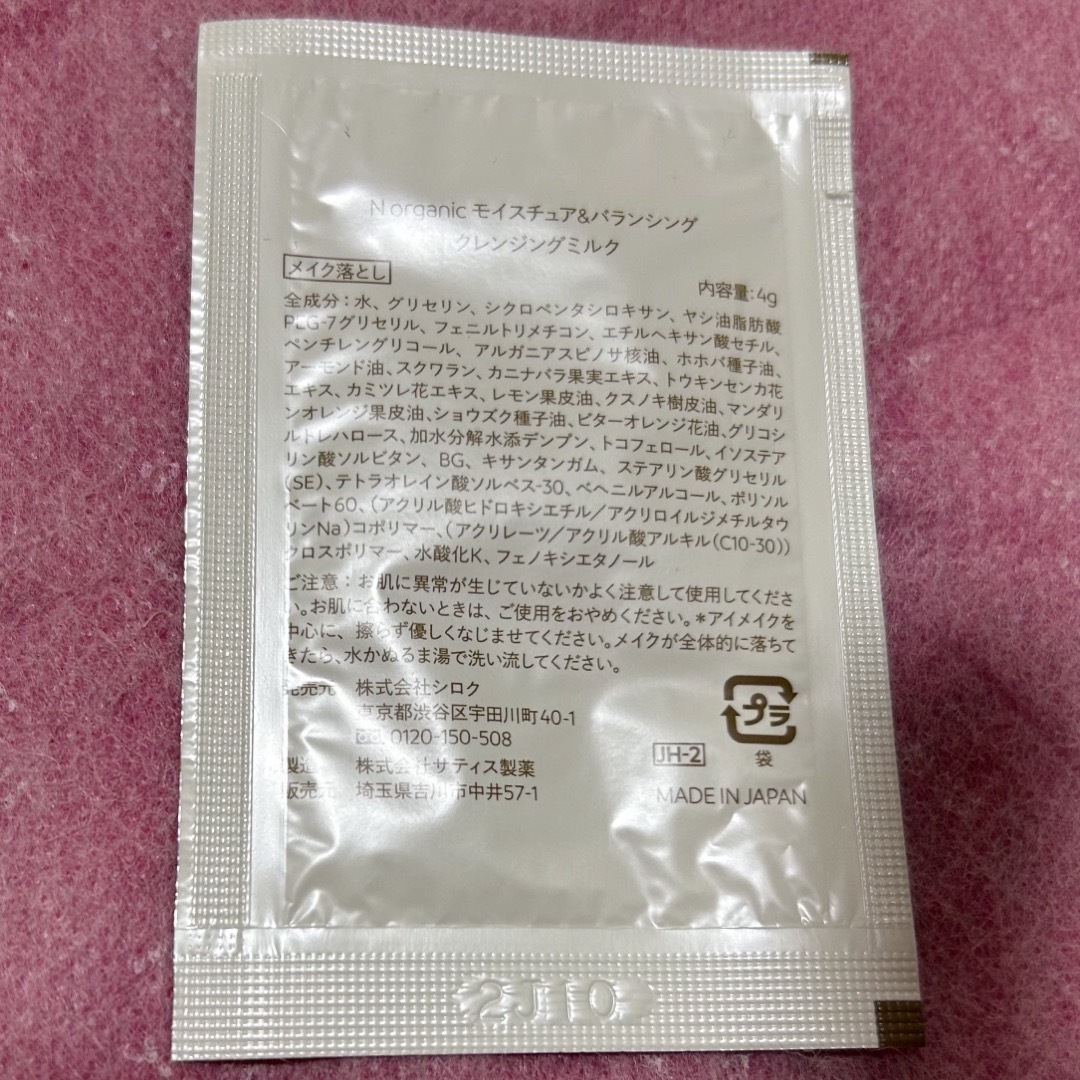 N organic モイスチュア&バランシング
クレンジングミルク
メイク落とし
内容量:4g
全成分:水、グリセリン、シクロペンタシロキサン、ヤシ油脂肪酸
PEG-7グリセリル、フェニルトリメチコン、エチルヘキサン酸セチル、
ペンチレングリコール、アルガニアスピノサ核油、ホホバ種子油、
アーモンド油、スクワラン、カニナバラ果実エキス、トウキンセンカ花
エキス、カミツレ花エキス、レモン果皮油、クスノキ樹皮油、マンダリ
ンオレンジ果皮油、ショウズク種子油、ビターオレンジ花油、グリコシ
ルトレハロース、加水分解水添デンプン、トコフェロール、イソステア
リン酸ソルビタン、BG、キサンタンガム、ステアリン酸グリセリル
(SE)、テトラオレイン酸ソルベス-30、ベヘニルアルコール、ポリソル
ベート60、(アクリル酸ヒドロキシエチル/アクリロイルジメチルタウ
リンNa)コポリマー、(アクリレーツ/アクリル酸アルキル(C10-30))
クロスポリマー、水酸化K、フェノキシエタノール
ご注意:お肌に異常が生じていないかよく注意して使用してくださ
い。お肌に合わないときは、ご使用をおやめください。*アイメイクを
中心に、擦らず優しくなじませてください。メイクが全体的に落ちて
きたら、水かぬるま湯で洗い流してください。
発売元 株式会社シロク
東京都渋谷区宇田川町40-1
0120-150-508
製造 株式会社サティス製薬
販売元 埼玉県吉川市中井57-1
プラ
袋
JH-2
MADE IN JAPAN
2J10